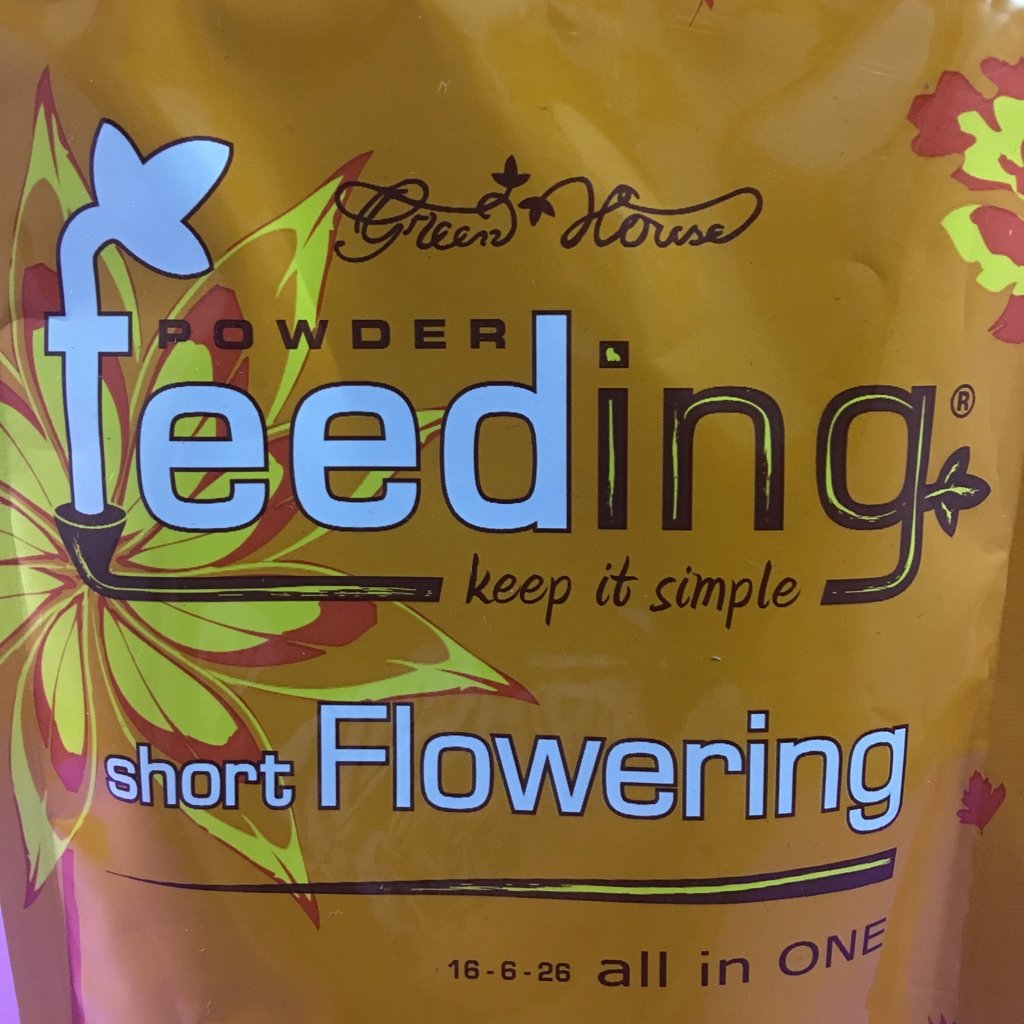 Green House
POWDER
feeding®
keep it simple
short Flowering
16-6-26 all in ONE